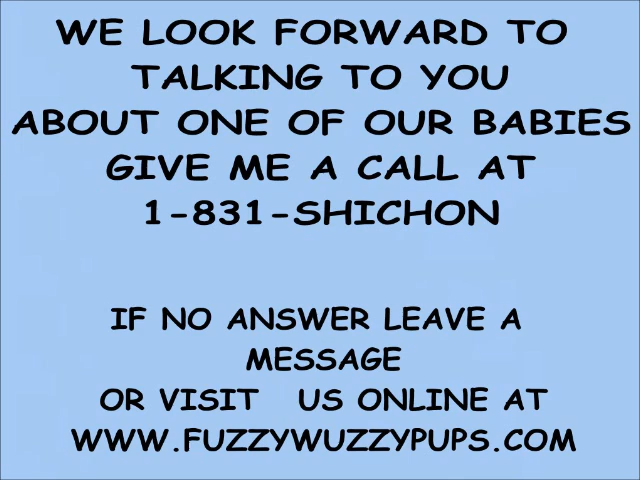 WE LOOK FORWARD TO
TALKING TO YOU
ABOUT ONE OF OUR BABIES
GIVE ME A CALL AT
1-831-SHICHON
IF NO ANSWER LEAVE A
MESSAGE
OR VISIT US ONLINE AT
WWW.FUZZYWUZZYPUPS.COM